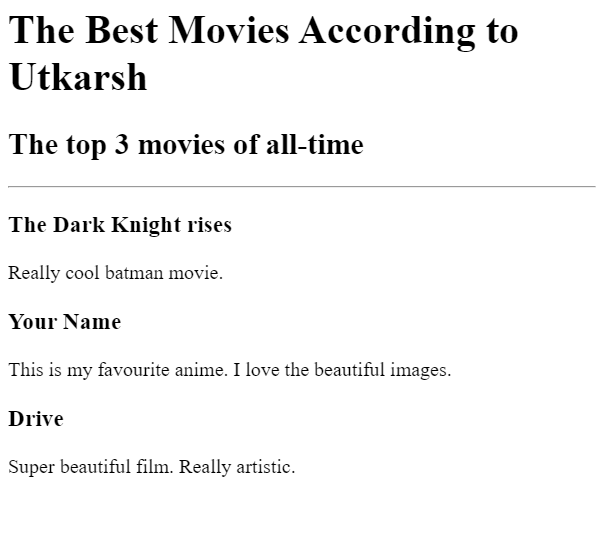 The Best Movies According to
Utkarsh
The top 3 movies of all-time
The Dark Knight rises
Really cool batman movie.
Your Name
This is my favourite anime. I love the beautiful images.
Drive
Super beautiful film. Really artistic.